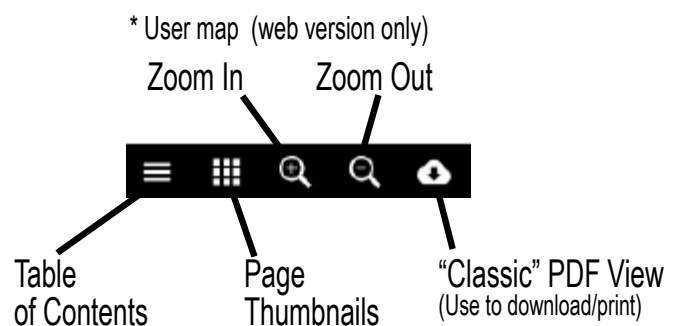 * User map (web version only)
Zoom In
Zoom Out
Table
of Contents
Page
Thumbnails
“Classic” PDF View
(Use to download/print)